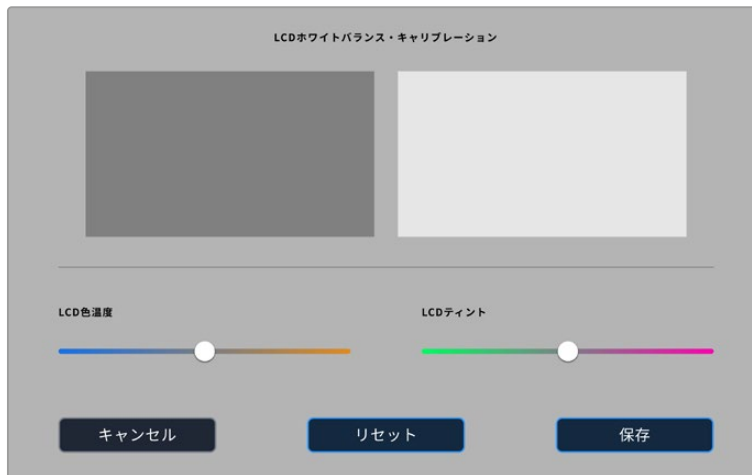 LCDホワイトバランス・キャリブレーション
LCD色温度
LCDティント
キャンセル
リセット
保存